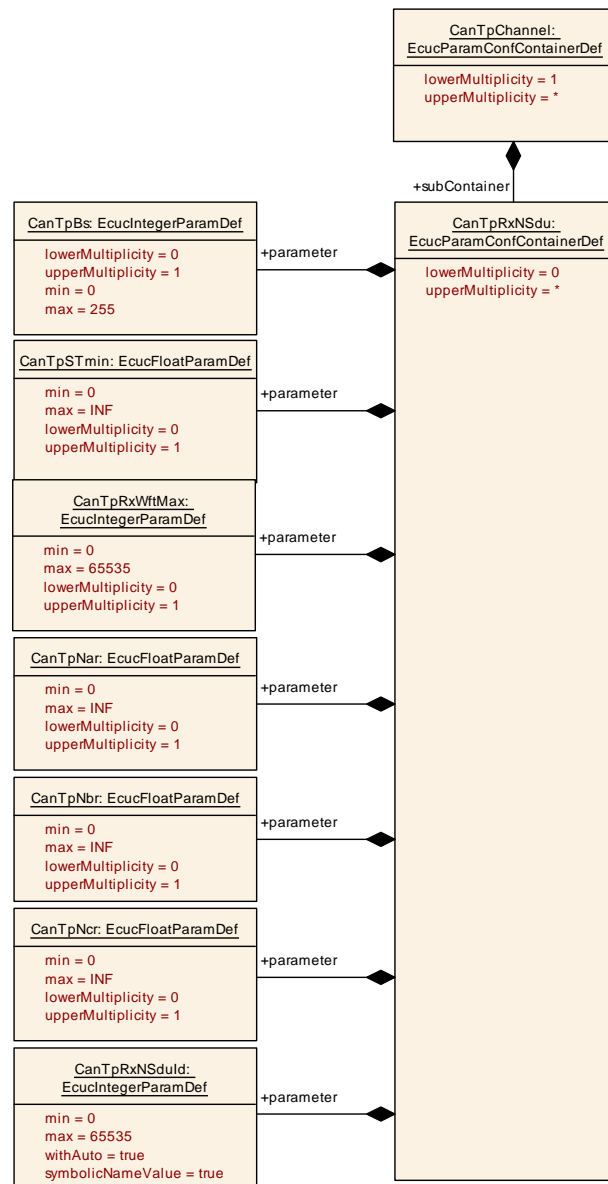 CanTpChannel:
EcucParamConfContainerDef
lowerMultiplicity = 1
upperMultiplicity = *
+subContainer
CanTpRxNSdu:
EcucParamConfContainerDef
lowerMultiplicity = 0
upperMultiplicity = *
CanTpBs: EcucIntegerParamDef
lowerMultiplicity = 0
upperMultiplicity = 1
min = 0
max = 255
+parameter
CanTpSTmin: EcucFloatParamDef
min = 0
max = INF
lowerMultiplicity = 0
upperMultiplicity = 1
+parameter
CanTpRxWftMax:
EcucIntegerParamDef
min = 0
max = 65535
lowerMultiplicity = 0
upperMultiplicity = 1
+parameter
CanTpNar: EcucFloatParamDef
min = 0
max = INF
lowerMultiplicity = 0
upperMultiplicity = 1
+parameter
CanTpNbr: EcucFloatParamDef
min = 0
max = INF
lowerMultiplicity = 0
upperMultiplicity = 1
+parameter
CanTpNcr: EcucFloatParamDef
min = 0
max = INF
lowerMultiplicity = 0
upperMultiplicity = 1
+parameter
CanTpRxNSduId:
EcucIntegerParamDef
min = 0
max = 65535
withAuto = true
symbolicNameValue = true
+parameter